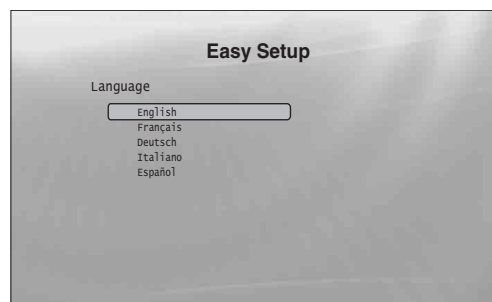 Easy Setup
Language
English
Français
Deutsch
Italiano
Español